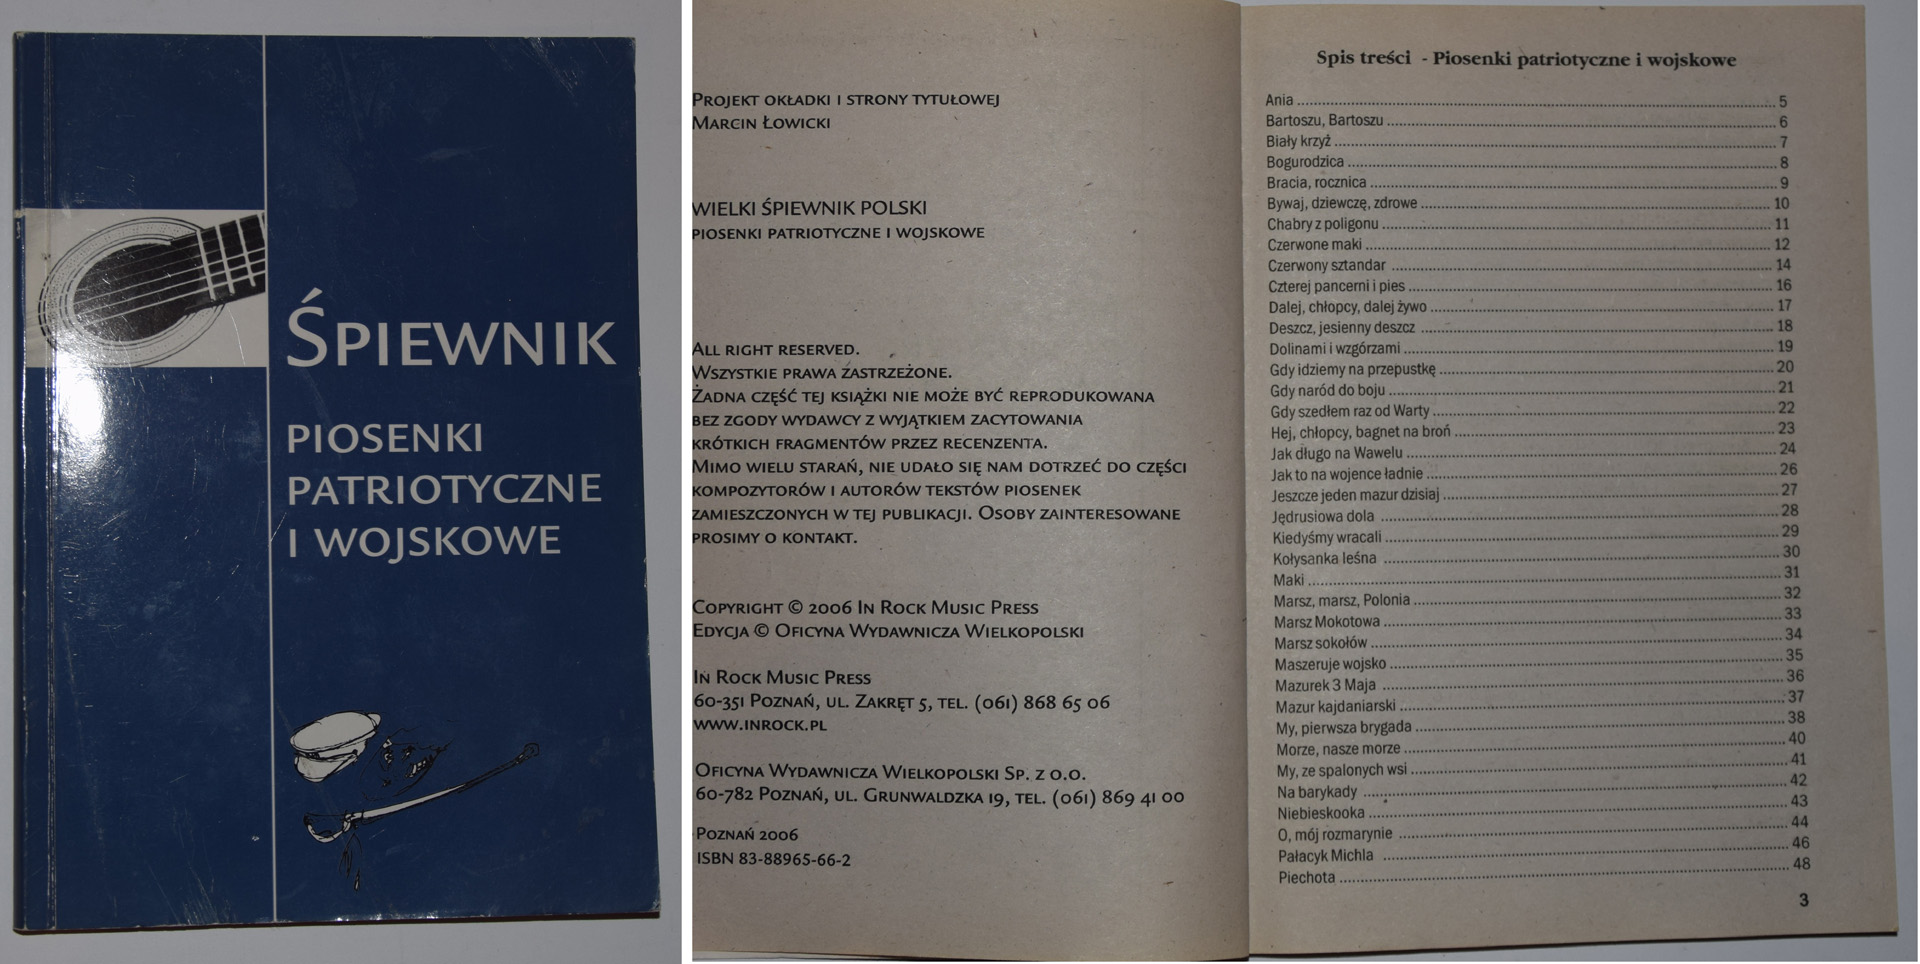 ŚPIEWNIK
PIOSENKI
PATRIOTYCZNE
I WOJSKOWE
PROJEKT OKŁADKI I STRONY TYTUŁOWEJ
MARCIN ŁOWICKI
WIELKI ŚPIEWNIK POLSKI
PIOSENKI PATRIOTYCZNE I WOJSKOWE
ALL RIGHT RESERVED.
WSZYSTKIE PRAWA ZASTRZEŻONE.
ŻADNA CZĘŚĆ TEJ KSIĄŻKI NIE MOŻE BYĆ REPRODUKOWANA
BEZ ZGODY WYDAWCY Z WYJĄTKIEM ZACYTOWANIA
KRÓTKICH FRAGMENTÓW PRZEZ RECENZENTA.
MIMO WIELU STARAŃ, NIE UDAŁO SIĘ NAM DOTRZEĆ DO CZĘŚCI
KOMPOZYTORÓW I AUTORÓW TEKSTÓW PIOSENEK
ZAMIESZCZONYCH W TEJ PUBLIKACJI. OSOBY ZAINTERESOWANE
PROSIMY O KONTAKT.
COPYRIGHT © 2006 IN ROCK MUSIC PRESS
EDYCJA © OFICYNA WYDAWNICZA WIELKOPOLSKI
IN ROCK MUSIC PRESS
60-351 POZNAŃ, UL. ZAKRĘT 5, TEL. (061) 868 65 06
WWW.INROCK.PL
OFICYNA WYDAWNICZA WIELKOPOLSKI SP. Z O.O.
60-782 POZNAŃ, UL. GRUNWALDZKA 19, TEL. (061) 869 41 00
POZNAŃ 2006
ISBN 83-88965-66-2
Spis treści - Piosenki patriotyczne i wojskowe
Ania 5
Bartoszu, Bartoszu 6
Biały krzyż 7
Bogurodzica 8
Bracia, rocznica 9
Bywaj, dziewczę, zdrowe 10
Chabry z poligonu 11
Czerwone maki 12
Czerwony sztandar 14
Czterej pancerni i pies 16
Dalej, chłopcy, dalej żywo 17
Deszcz, jesienny deszcz 18
Dolinami i wzgórzami 19
Gdy idziemy na przepustkę 20
Gdy naród do boju 21
Gdy szedłem raz od Warty 22
Hej, chłopcy, bagnet na broń 23
Jak długo na Wawelu 24
Jak to na wojence ładnie 26
Jeszcze jeden mazur dzisiaj 27
Jędrusiowa dola 28
Kiedyśmy wracali 29
Kołysanka leśna 30
Maki 31
Marsz, marsz, Polonia 32
Marsz Mokotowa 33
Marsz sokołów 34
Maszeruje wojsko 35
Mazurek 3 Maja 36
Mazur kajdaniarski 37
My, pierwsza brygada 38
Morze, nasze morze 40
My, ze spalonych wsi 41
Na barykady 42
Niebieskooka 43
O, mój rozmarynie 44
Pałacyk Michla 46
Piechota 48
3